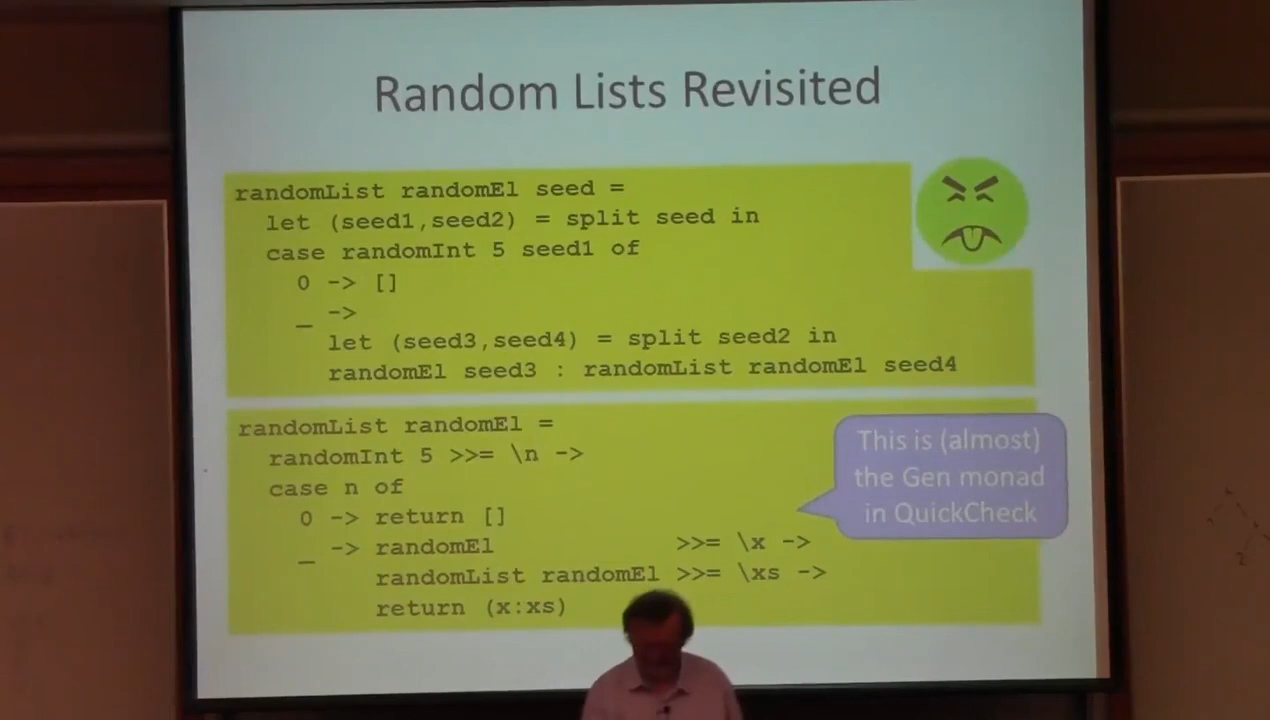 Random Lists Revisited
randomList randomEl seed =
let (seed1,seed2) = split seed in
case randomInt 5 seed1 of
0 -> []
_ ->
let (seed3,seed4) = split seed2 in
randomEl seed3 : randomList randomEl seed4
randomList randomEl =
randomInt 5 >>= \n ->
case n of
0 -> return []
_ -> randomEl >>= \x ->
randomList randomEl >>= \xs ->
return (x:xs)
This is (almost)
the Gen monad
in QuickCheck